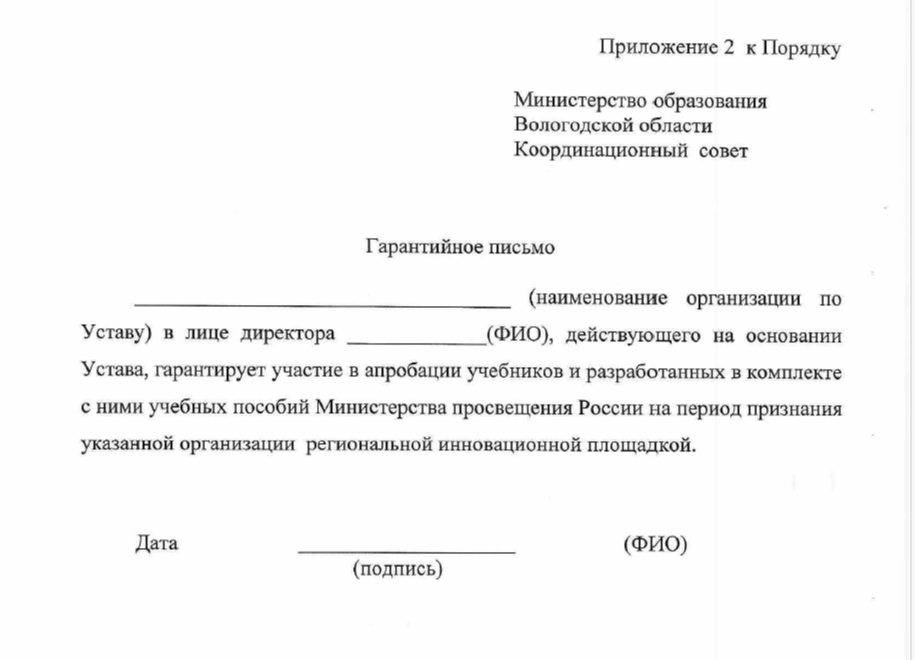 Приложение 2 к Порядку
Министерство образования
Вологодской области
Координационный совет
Гарантийное письмо
___________________________________ (наименование организации по
Уставу) в лице директора _____________(ФИО), действующего на основании
Устава, гарантирует участие в апробации учебников и разработанных в комплекте
с ними учебных пособий Министерства просвещения России на период признания
указанной организации региональной инновационной площадкой.
Дата ____________________ (ФИО)
(подпись)